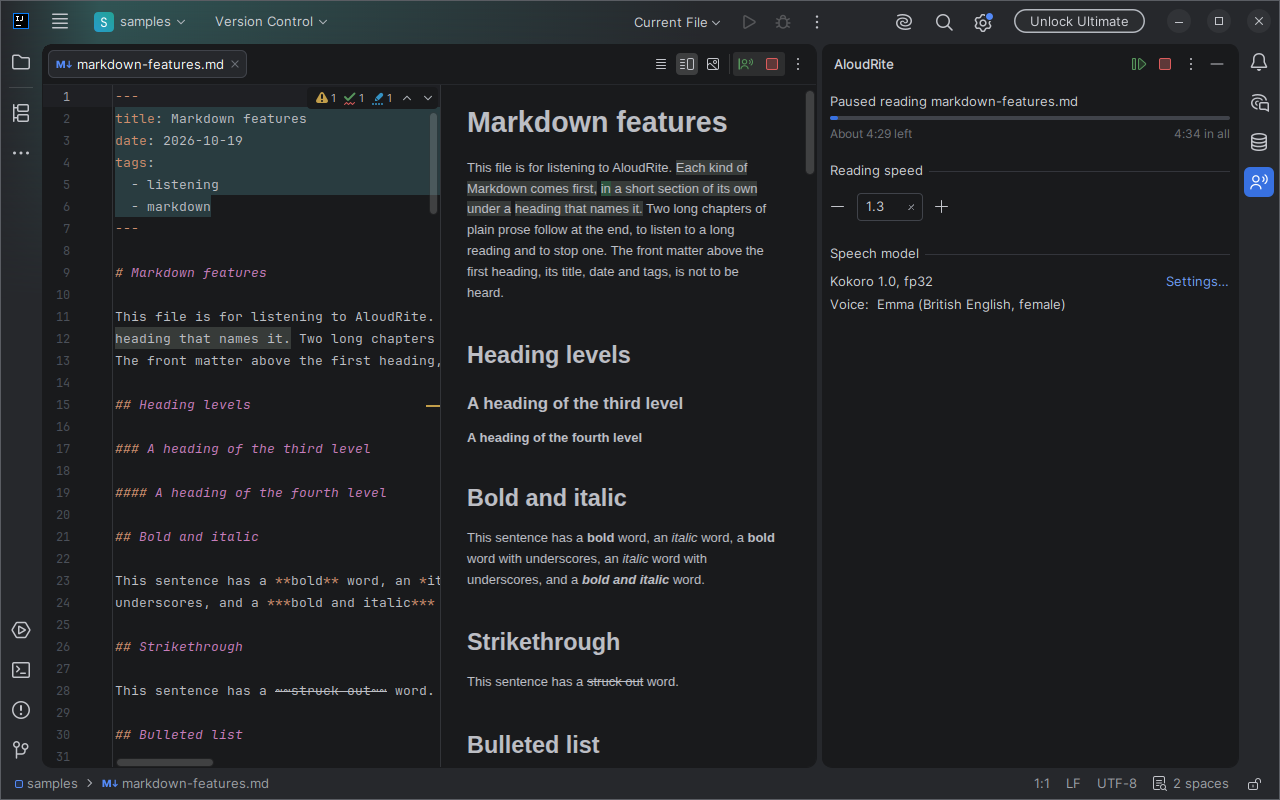 S samples Version Control Current File Unlock Ultimate
markdown-features.md
1 ---
2 title: Markdown features
3 date: 2026-10-19
4 tags:
5 - listening
6 - markdown
7 ---
8
9 # Markdown features
10
11 This file is for listening to AloudRite.
12 heading that names it. Two long chapters
13 The front matter above the first heading,
14
15 ## Heading levels
16
17 ### A heading of the third level
18
19 #### A heading of the fourth level
20
21 ## Bold and italic
22
23 This sentence has a **bold** word, an *it
24 underscores, and a ***bold and italic***
25
26 ## Strikethrough
27
28 This sentence has a ~~struck out~~ word.
29
30 ## Bulleted list
31
1 1 1
Markdown features
This file is for listening to AloudRite. Each kind of
Markdown comes first, in a short section of its own
under a heading that names it. Two long chapters of
plain prose follow at the end, to listen to a long
reading and to stop one. The front matter above the
first heading, its title, date and tags, is not to be
heard.
Heading levels
A heading of the third level
A heading of the fourth level
Bold and italic
This sentence has a bold word, an italic word, a bold
word with underscores, an italic word with
underscores, and a bold and italic word.
Strikethrough
This sentence has a struck out word.
Bulleted list
AloudRite
Paused reading markdown-features.md
About 4:29 left 4:34 in all
Reading speed
1.3
Speech model
Kokoro 1.0, fp32 Settings...
Voice: Emma (British English, female)
samples > markdown-features.md 1:1 LF UTF-8 2 spaces